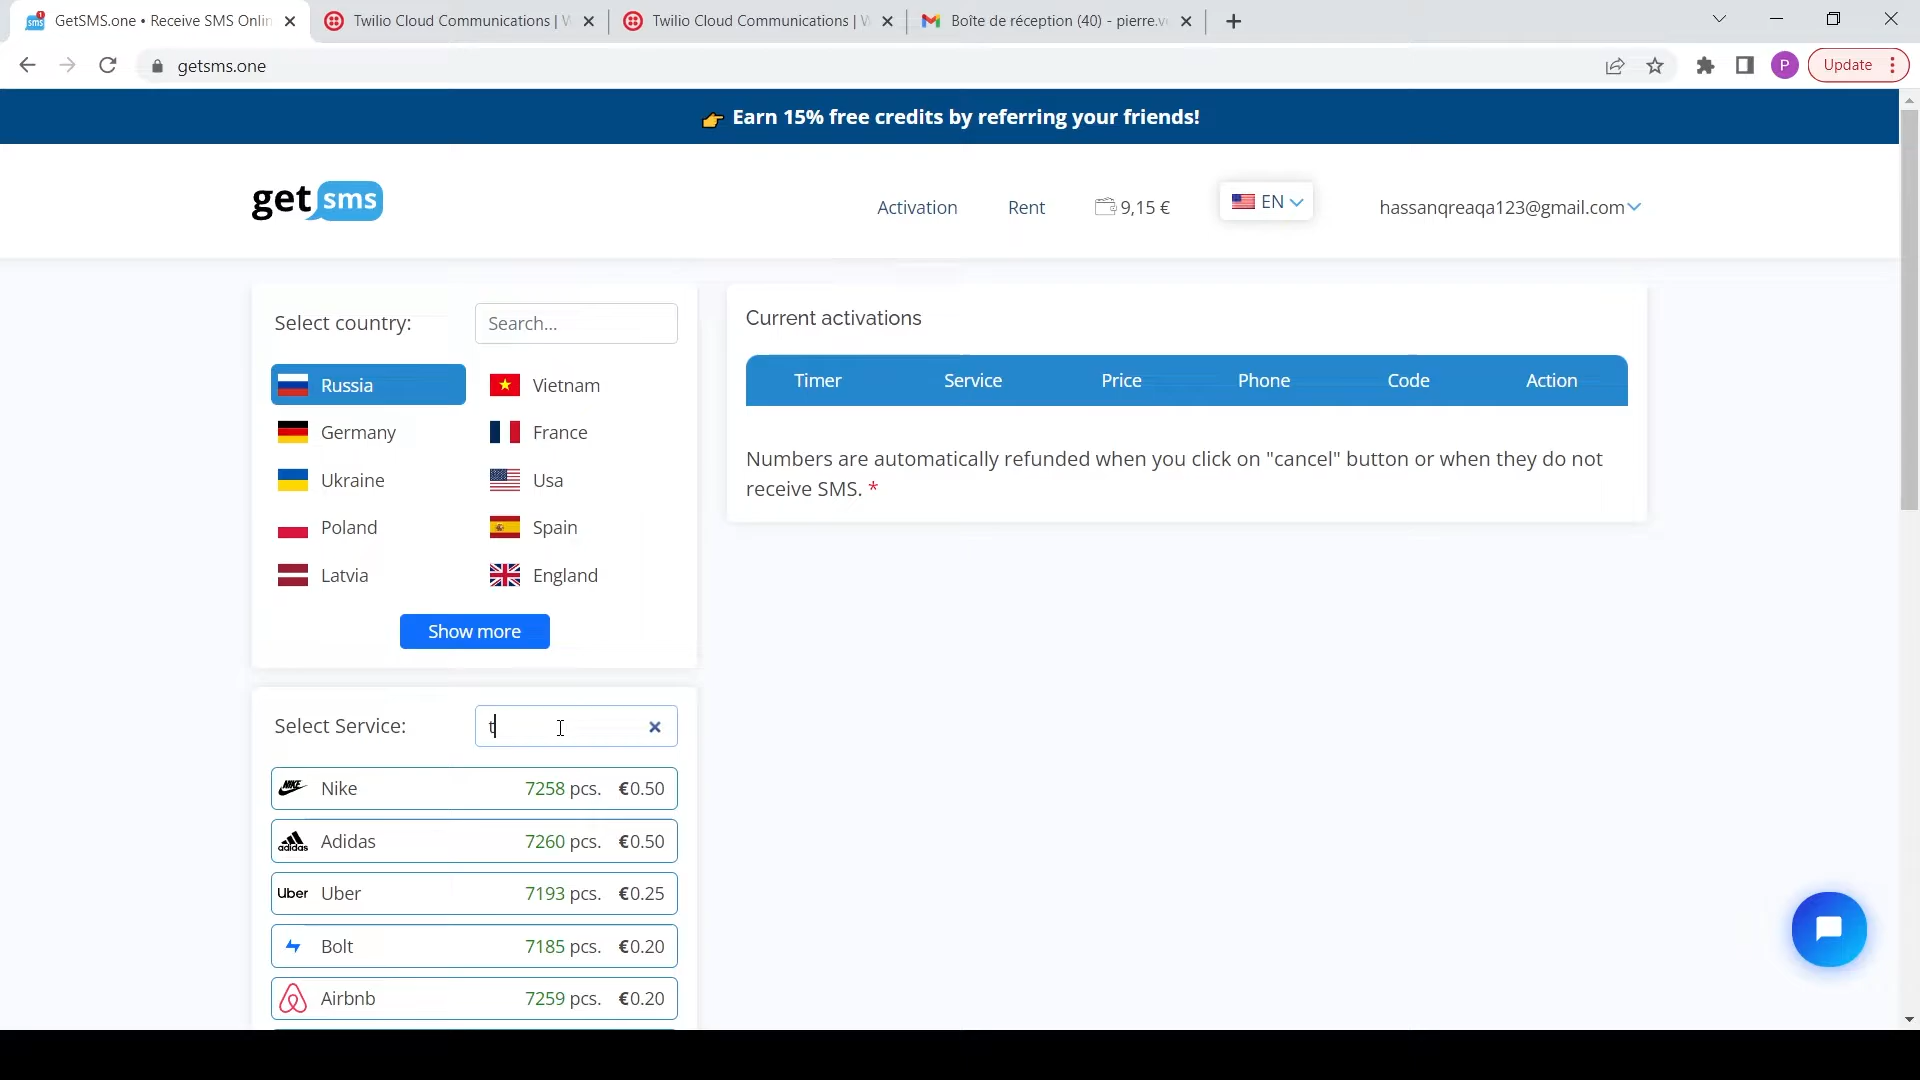 GetSMS.one • Receive SMS Onlin
Twilio Cloud Communications | W
Twilio Cloud Communications | W
Boîte de réception (40) - pierre.v
getsms.one
P
Update
Earn 15% free credits by referring your friends!
get sms
Activation
Rent
9,15 €
EN
hassanqreaqa123@gmail.com
Select country:
Search...
Russia
Vietnam
Germany
France
Ukraine
Usa
Poland
Spain
Latvia
England
Show more
Current activations
Timer
Service
Price
Phone
Code
Action
Numbers are automatically refunded when you click on "cancel" button or when they do not
receive SMS. *
Select Service:
t
NIKE Nike 7258 pcs. €0.50
adidas Adidas 7260 pcs. €0.50
Uber Uber 7193 pcs. €0.25
Bolt 7185 pcs. €0.20
Airbnb 7259 pcs. €0.20